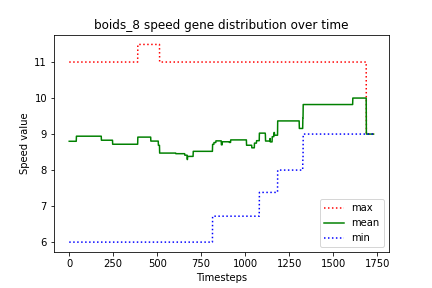 boids_8 speed gene distribution over time
Speed value
11
10
9
8
7
6
max
mean
min
0
250
500
750
1000
1250
1500
1750
Timesteps